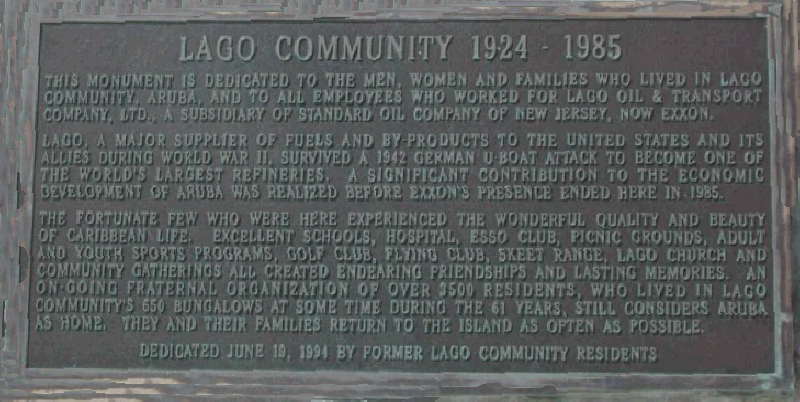 LAGO COMMUNITY 1924 - 1985
THIS MONUMENT IS DEDICATED TO THE MEN, WOMEN AND FAMILIES WHO LIVED IN LAGO
COMMUNITY, ARUBA, AND TO ALL EMPLOYEES WHO WORKED FOR LAGO OIL & TRANSPORT
COMPANY, LTD., A SUBSIDIARY OF STANDARD OIL COMPANY OF NEW JERSEY, NOW EXXON.
LAGO, A MAJOR SUPPLIER OF FUELS AND BY-PRODUCTS TO THE UNITED STATES AND ITS
ALLIES DURING WORLD WAR II, SURVIVED A 1942 GERMAN U-BOAT ATTACK TO BECOME ONE OF
THE WORLD'S LARGEST REFINERIES. A SIGNIFICANT CONTRIBUTION TO THE ECONOMIC
DEVELOPMENT OF ARUBA WAS REALIZED BEFORE EXXON'S PRESENCE ENDED HERE IN 1985.
THE FORTUNATE FEW WHO WERE HERE EXPERIENCED THE WONDERFUL QUALITY AND BEAUTY
OF CARIBBEAN LIFE. EXCELLENT SCHOOLS, HOSPITAL, ESSO CLUB, PICNIC GROUNDS, ADULT
AND YOUTH SPORTS PROGRAMS, GOLF CLUB, FLYING CLUB, SKEET RANGE, LAGO CHURCH AND
COMMUNITY GATHERINGS ALL CREATED ENDEARING FRIENDSHIPS AND LASTING MEMORIES. AN
ON-GOING FRATERNAL ORGANIZATION OF OVER 3500 RESIDENTS, WHO LIVED IN LAGO
COMMUNITY'S 650 BUNGALOWS AT SOME TIME DURING THE 61 YEARS, STILL CONSIDERS ARUBA
AS HOME. THEY AND THEIR FAMILIES RETURN TO THE ISLAND AS OFTEN AS POSSIBLE.
DEDICATED JUNE 19, 1994 BY FORMER LAGO COMMUNITY RESIDENTS